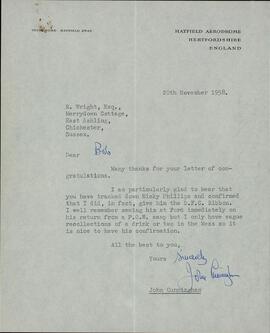 HATFIELD AERODROME
HERTFORDSHIRE
ENGLAND
20th November 1958.
R. Wright, Esq.,
Merrydown Cottage,
East Ashling,
Chichester,
Sussex.
Dear Bob
Many thanks for your letter of con-
gratulations.
I am particularly glad to hear that
you have tracked down Ricky Phillips and confirmed
that I did, in fact, give him the D.F.C. Ribbon.
I well remember seeing him at Ford immediately on
his return from a P.O.W. camp but I only have vague
recollections of a drink or two in the Mess so it
is nice to have his confirmation.
All the best to you,
Yours Sincerely
John Cunningham
John Cunningham